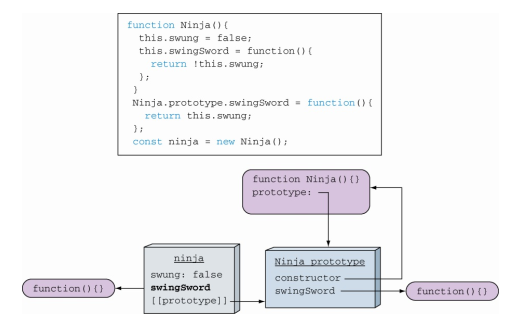 function Ninja(){
  this.swung = false;
  this.swingSword = function(){
    return !this.swung;
  };
}
Ninja.prototype.swingSword = function(){
  return this.swung;
};
const ninja = new Ninja();
function Ninja(){}
prototype:
ninja
swung: false
swingSword
[[prototype]]
Ninja prototype
constructor
swingSword
function(){}
function(){}